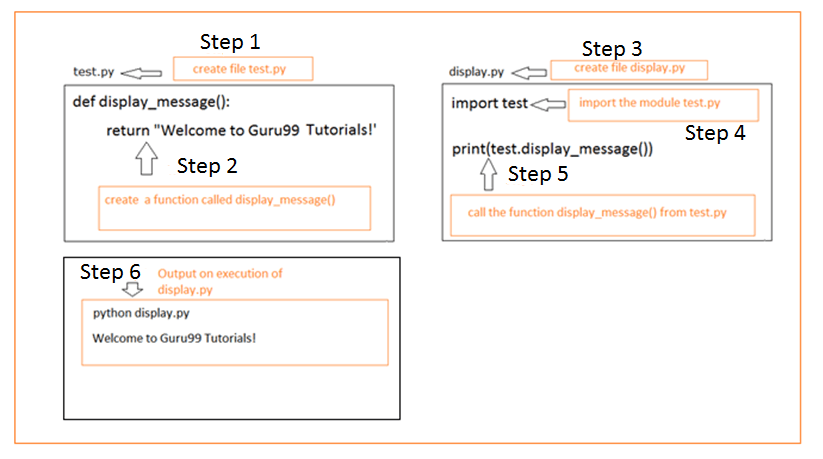 Step 1
test.py
create file test.py
def display_message():
return "Welcome to Guru99 Tutorials!'
Step 2
create a function called display_message()
Step 3
display.py
create file display.py
import test
import the module test.py
Step 4
print(test.display_message())
Step 5
call the function display_message() from test.py
Step 6
Output on execution of
display.py
python display.py
Welcome to Guru99 Tutorials!